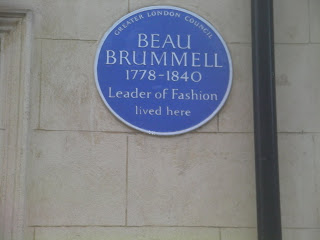 GREATER LONDON COUNCIL
BEAU
BRUMMELL
1778-1840
Leader of Fashion
lived here